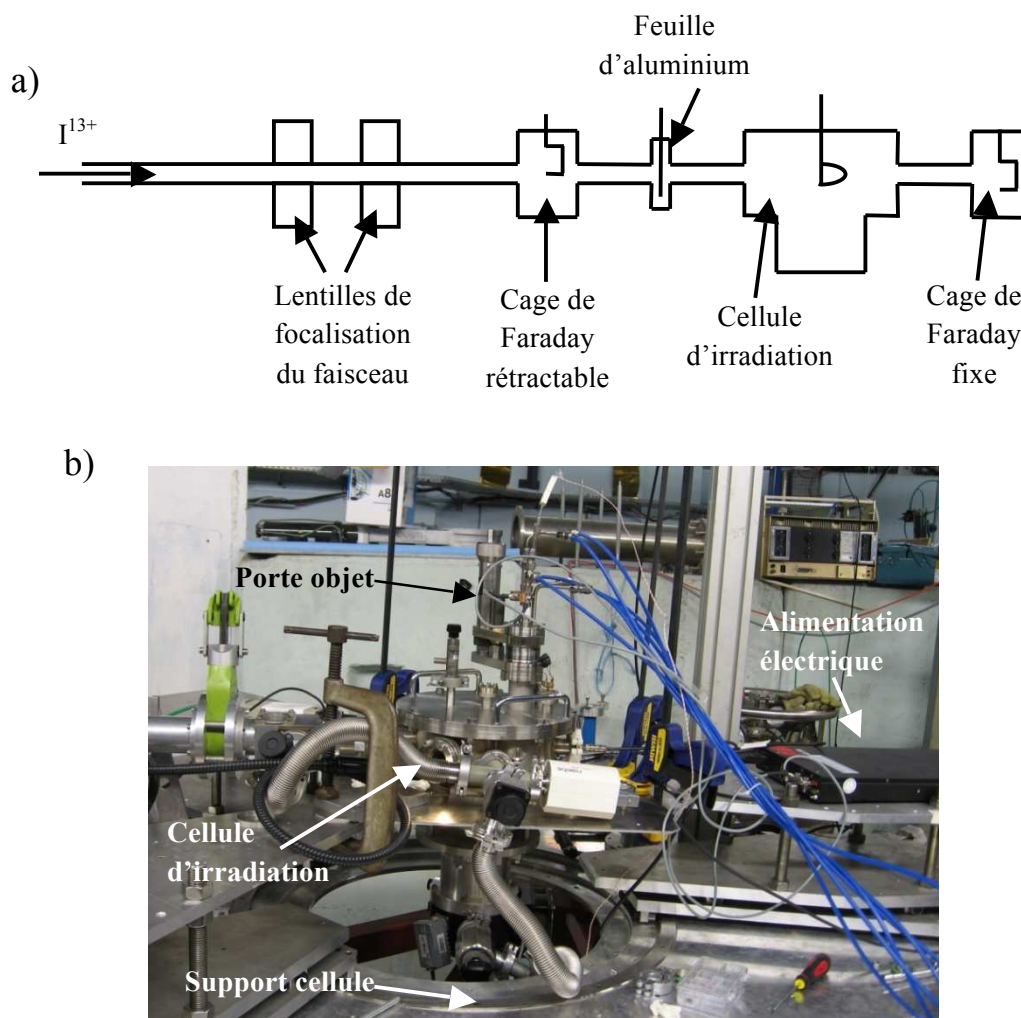 Feuille
d'aluminium
a)
I13+
Lentilles de
focalisation
du faisceau
Cage de
Faraday
rétractable
Cellule
d'irradiation
Cage de
Faraday
fixe
b)
A8
Porte objet
Alimentation
électrique
Cellule
d'irradiation
Support cellule